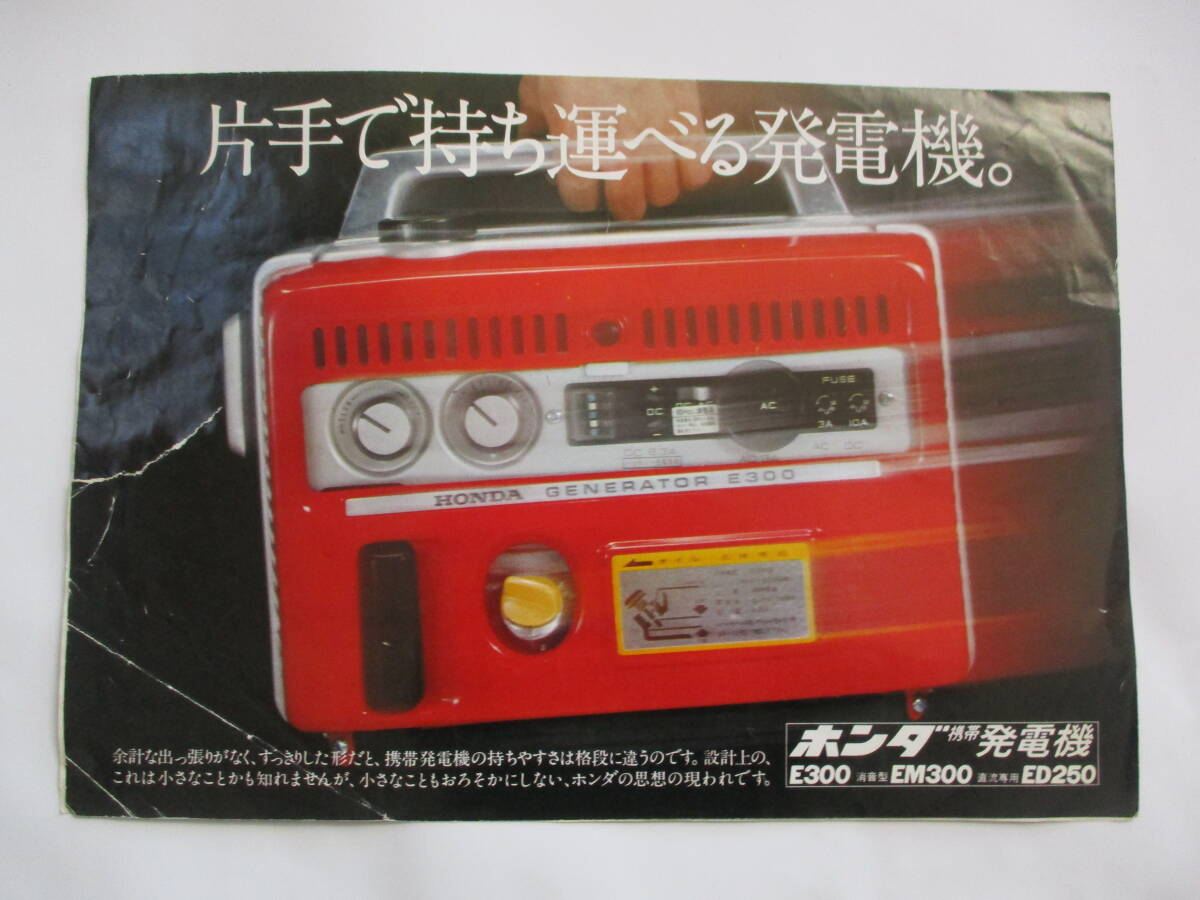 片手で持ち運べる発電機。
FUSE
+
DC
AC
3A 10A
−
AC DC
DC 8.3A
HONDA GENERATOR E300
余計な出っ張りがなく、すっきりした形だと、携帯発電機の持ちやすさは格段に違うのです。設計上の、
これは小さなことかも知れませんが、小さなこともおろそかにしない、ホンダの思想の現われです。
ホンダ携帯発電機
E300 消音型 EM300 直流専用 ED250